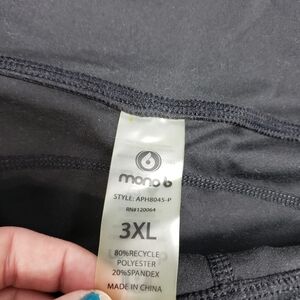 mono b
STYLE: APH8045-P
RN#120064
3XL
80%RECYCLE
POLYESTER
20%SPANDEX
MADE IN CHINA